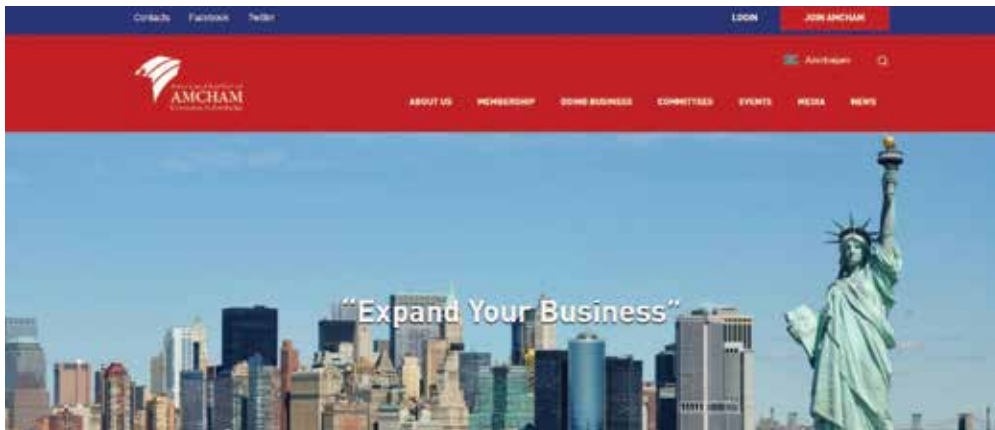 Contacts Facebook Twitter LOGIN JOIN AMCHAM
Azerbaijan
AMCHAM
ABOUT US MEMBERSHIP DOING BUSINESS COMMITTEES EVENTS MEDIA NEWS
“Expand Your Business”